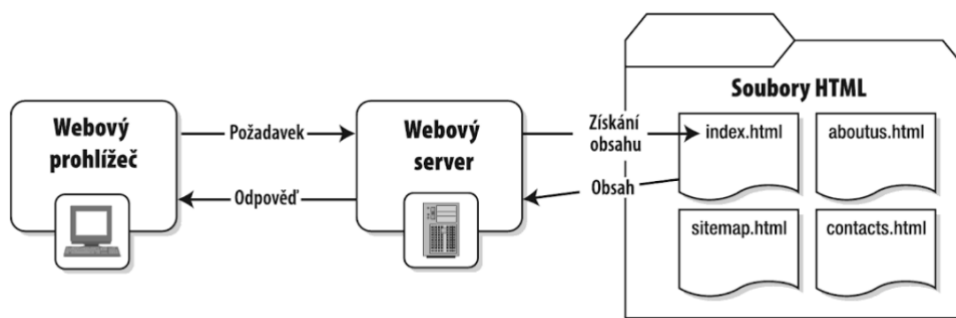 Webový
prohlížeč
Požadavek
Odpověď
Webový
server
Získání
obsahu
Obsah
Soubory HTML
index.html
aboutus.html
sitemap.html
contacts.html